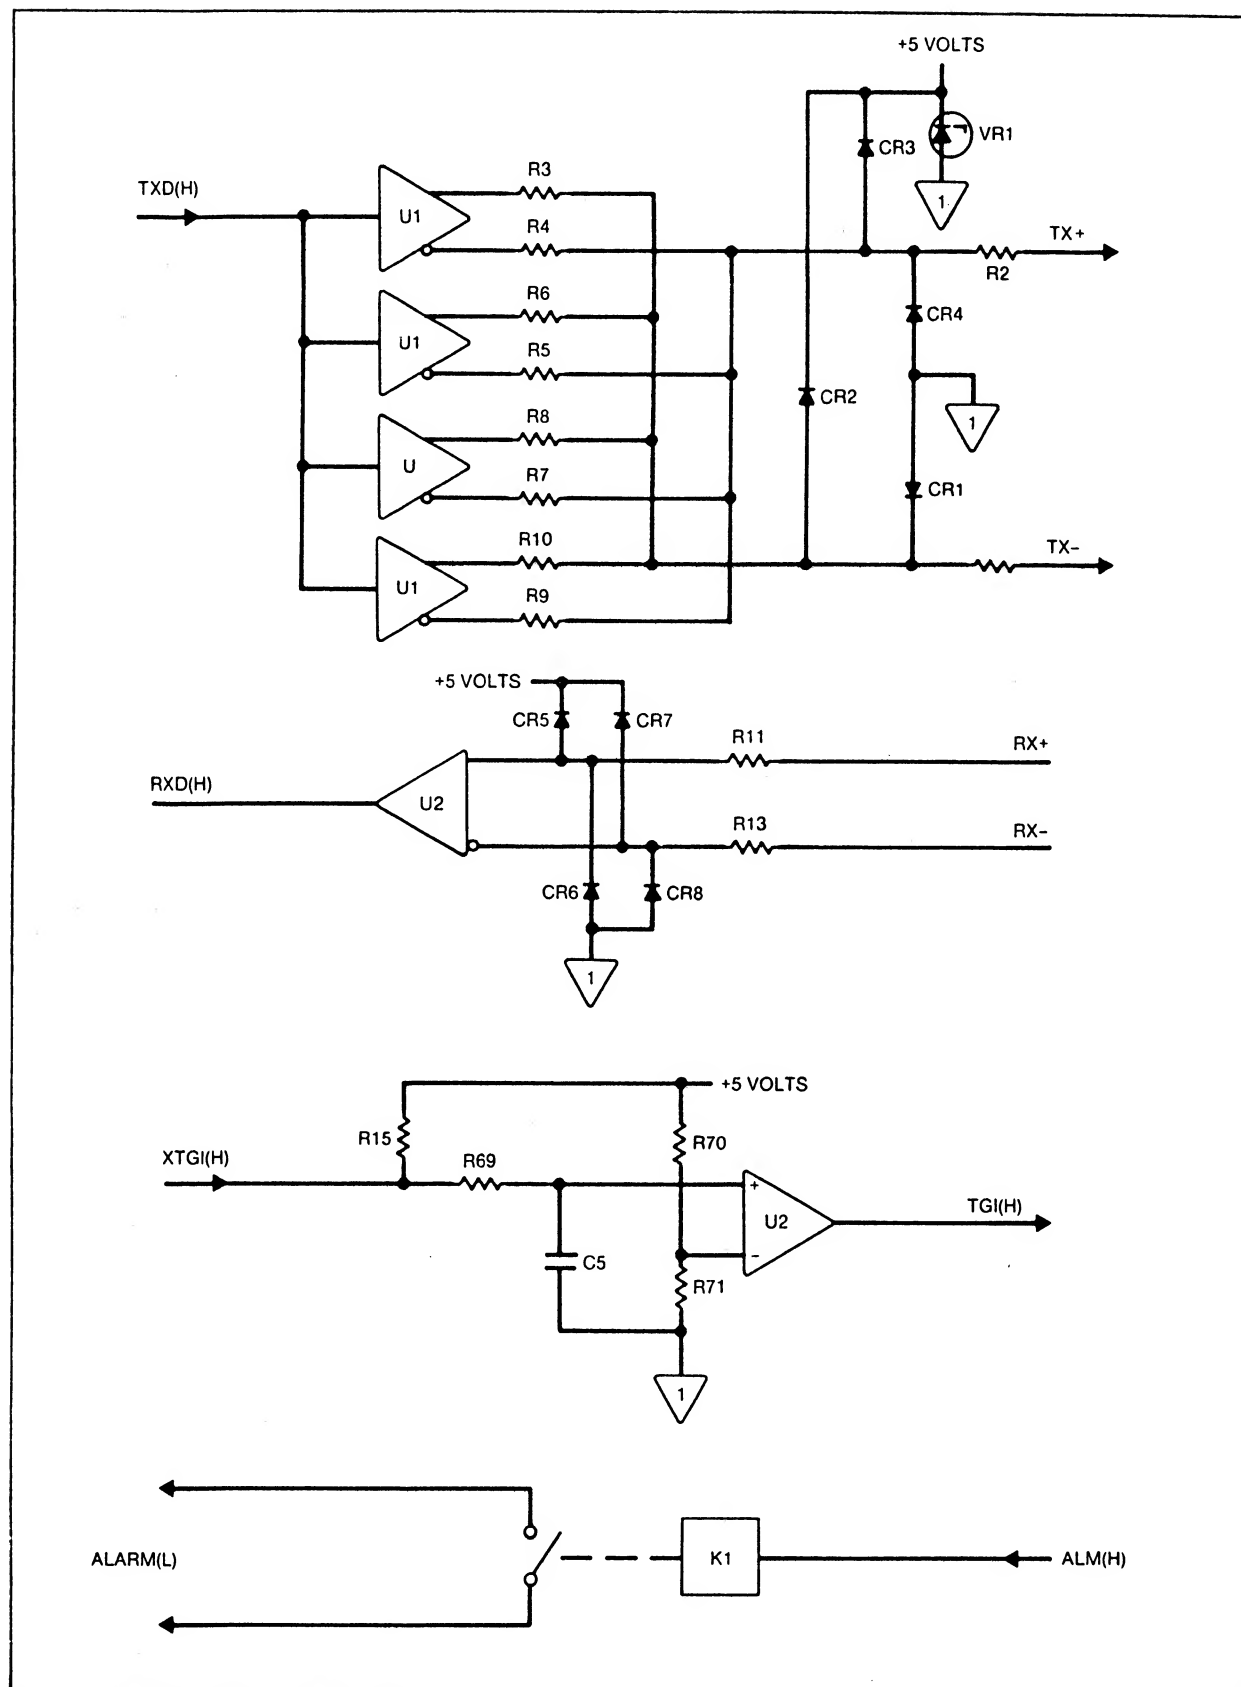 +5 VOLTS
CR3
VR1
1
TXD(H)
R3
U1
R4
TX+
R2
R6
CR4
U1
R5
CR2
1
R8
U
R7
CR1
R10
TX-
U1
R9
+5 VOLTS
CR5
CR7
R11
RX+
RXD(H)
U2
R13
RX-
CR6
CR8
1
+5 VOLTS
R15
R70
XTGI(H)
R69
+
U2
TGI(H)
-
C5
R71
1
ALARM(L)
K1
ALM(H)